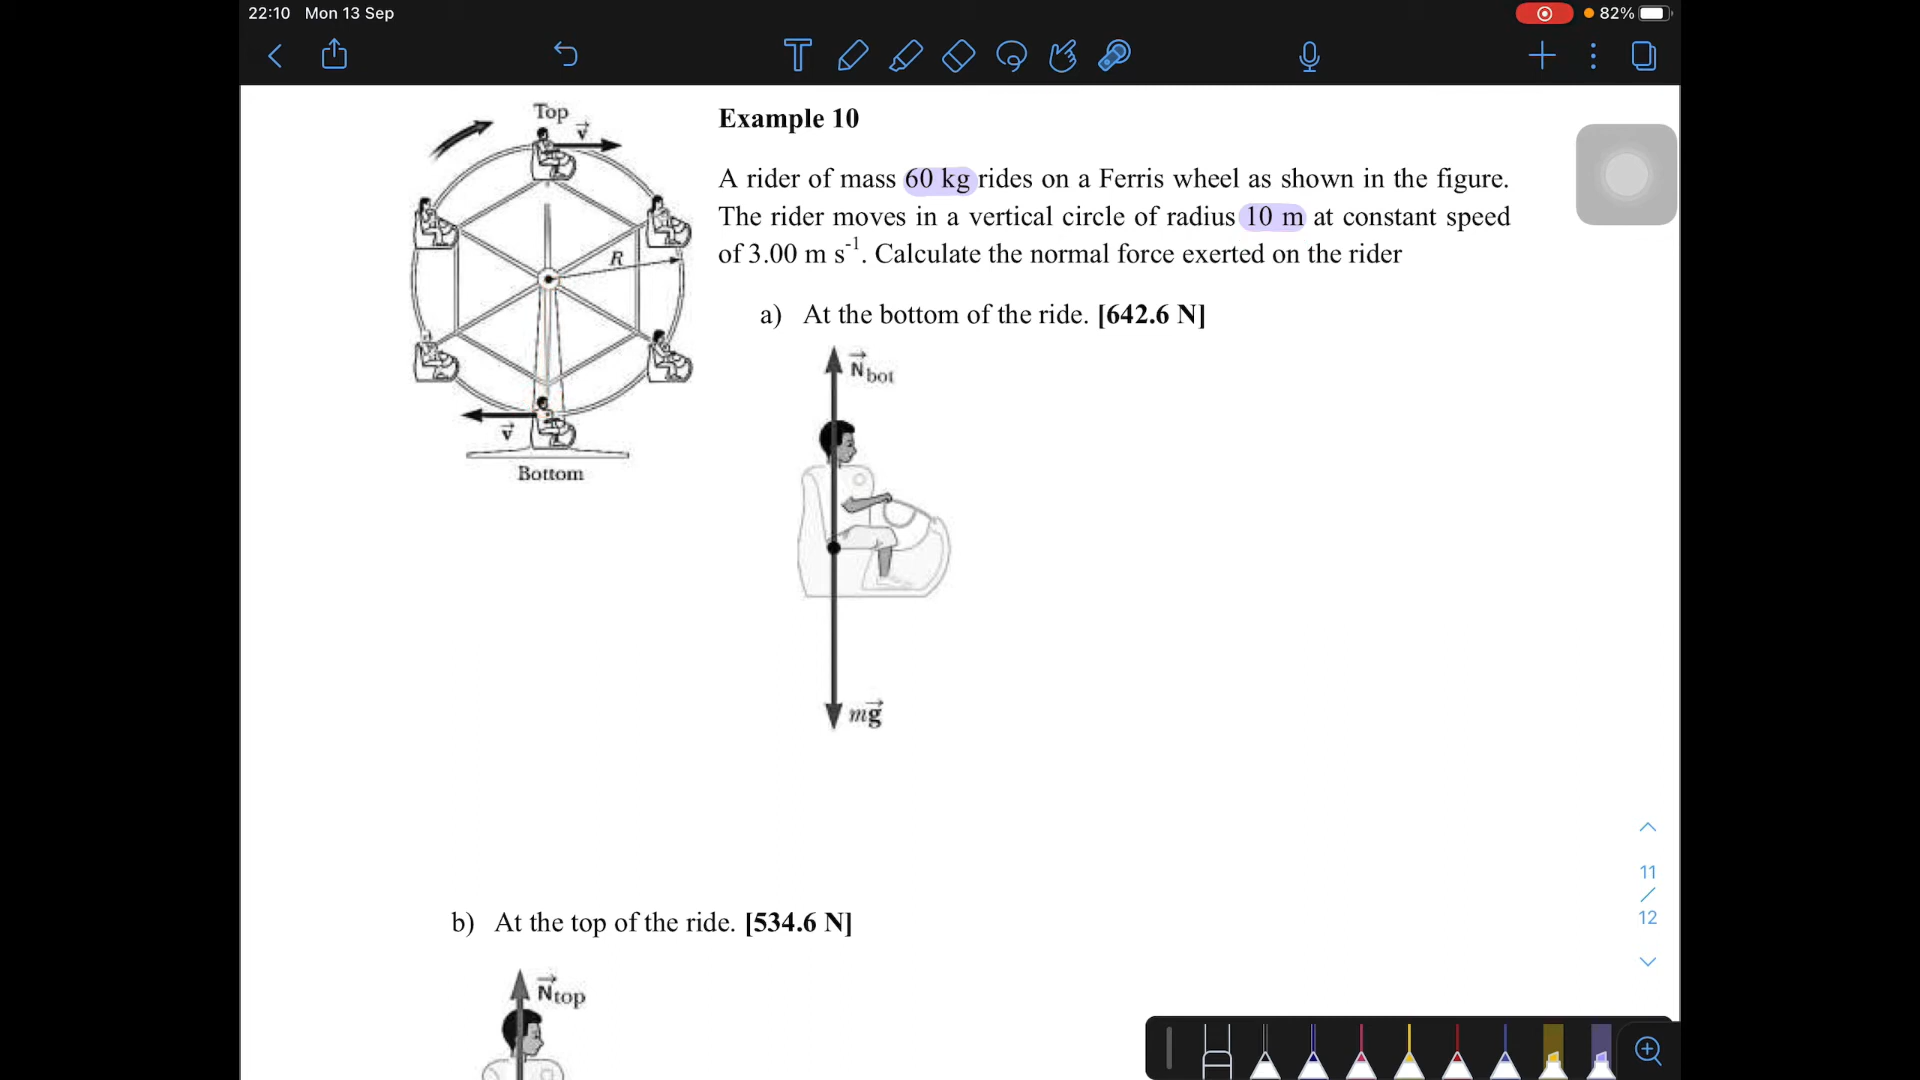 22:10 Mon 13 Sep
82%
Top
v
R
v
Bottom
Example 10
A rider of mass 60 kg rides on a Ferris wheel as shown in the figure.
The rider moves in a vertical circle of radius 10 m at constant speed
of 3.00 m s⁻¹. Calculate the normal force exerted on the rider
a) At the bottom of the ride. [642.6 N]
N⃗bot
mg⃗
b) At the top of the ride. [534.6 N]
N⃗top
11
/
12